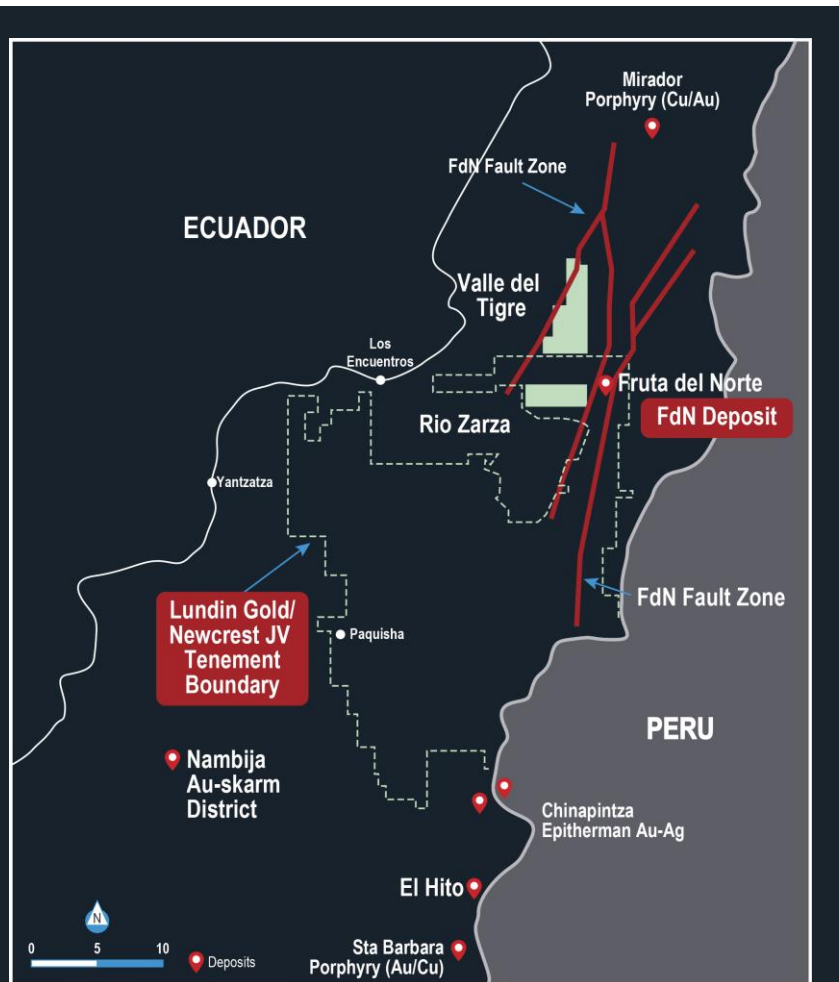 Mirador
Porphyry (Cu/Au)
FdN Fault Zone
ECUADOR
Valle del
Tigre
Los
Encuentros
Fruta del Norte
FdN Deposit
Rio Zarza
Yantzatza
Lundin Gold/
Newcrest JV
Tenement
Boundary
FdN Fault Zone
Paquisha
PERU
Nambija
Au-skarm
District
Chinapintza
Epitherman Au-Ag
El Hito
N
0 5 10
Deposits
Sta Barbara
Porphyry (Au/Cu)